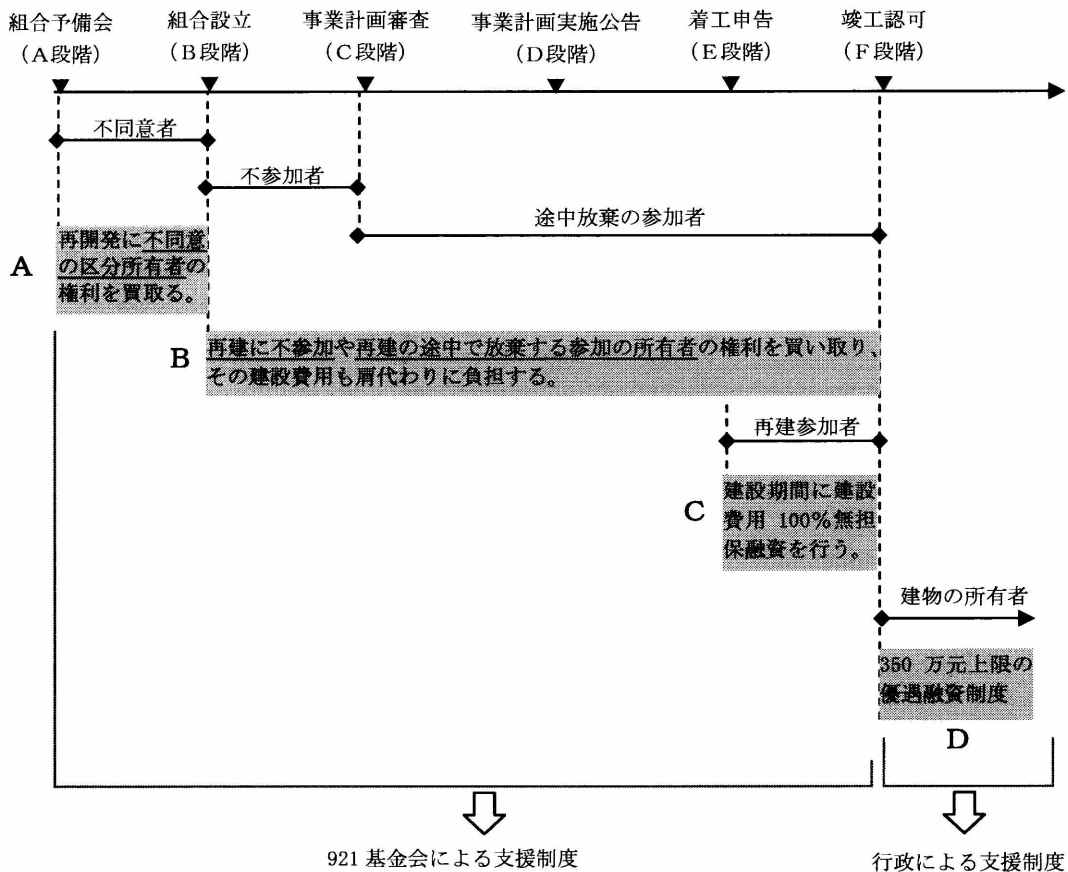 組合予備会 組合設立 事業計画審査 事業計画実施公告 着工申告 竣工認可
（A段階） （B段階） （C段階） （D段階） （E段階） （F段階）
不同意者
不参加者
途中放棄の参加者
A
再開発に不同意
の区分所有者の
権利を買取る。
B
再建に不参加や再建の途中で放棄する参加の所有者の権利を買い取り、
その建設費用も肩代わりに負担する。
再建参加者
C
建設期間に建設
費用 100%無担
保融資を行う。
建物の所有者
350 万元上限の
優遇融資制度
D
921 基金会による支援制度
行政による支援制度